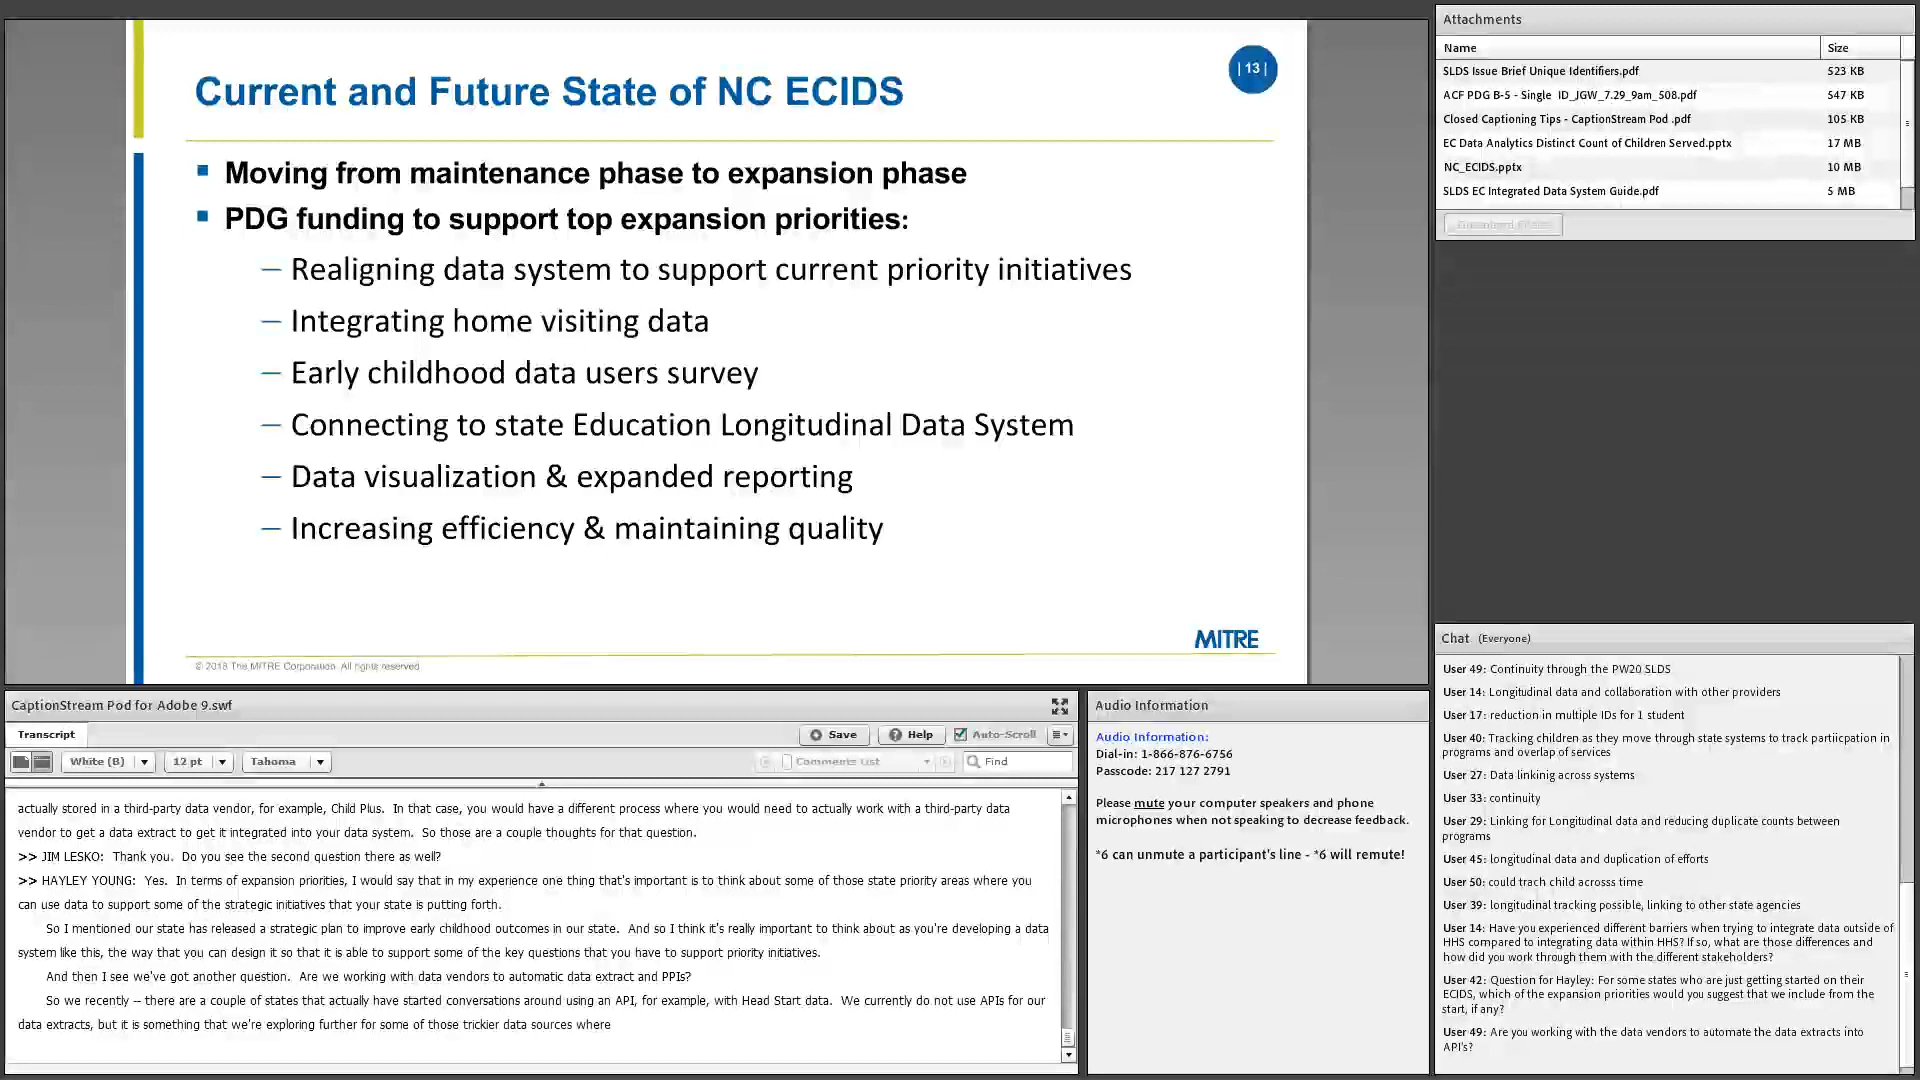 Current and Future State of NC ECIDS
| 13 |
Moving from maintenance phase to expansion phase
PDG funding to support top expansion priorities:
— Realigning data system to support current priority initiatives
— Integrating home visiting data
— Early childhood data users survey
— Connecting to state Education Longitudinal Data System
— Data visualization & expanded reporting
— Increasing efficiency & maintaining quality
MITRE
© 2018 The MITRE Corporation. All rights reserved
CaptionStream Pod for Adobe 9.swf
Transcript
Save
Help
Auto-Scroll
White (B)
12 pt
Tahoma
Comments List
Find
actually stored in a third-party data vendor, for example, Child Plus. In that case, you would have a different process where you would need to actually work with a third-party data
vendor to get a data extract to get it integrated into your data system. So those are a couple thoughts for that question.
>> JIM LESKO: Thank you. Do you see the second question there as well?
>> HAYLEY YOUNG: Yes. In terms of expansion priorities, I would say that in my experience one thing that's important is to think about some of those state priority areas where you
can use data to support some of the strategic initiatives that your state is putting forth.
So I mentioned our state has released a strategic plan to improve early childhood outcomes in our state. And so I think it's really important to think about as you're developing a data
system like this, the way that you can design it so that it is able to support some of the key questions that you have to support priority initiatives.
And then I see we've got another question. Are we working with data vendors to automatic data extract and PPIs?
So we recently -- there are a couple of states that actually have started conversations around using an API, for example, with Head Start data. We currently do not use APIs for our
data extracts, but it is something that we're exploring further for some of those trickier data sources where
Audio Information
Audio Information:
Dial-in: 1-866-876-6756
Passcode: 217 127 2791
Please mute your computer speakers and phone
microphones when not speaking to decrease feedback.
*6 can unmute a participant's line - *6 will remute!
Attachments
Name Size
SLDS Issue Brief Unique Identifiers.pdf 523 KB
ACF PDG B-5 - Single ID_JGW_7.29_9am_508.pdf 547 KB
Closed Captioning Tips - CaptionStream Pod .pdf 105 KB
EC Data Analytics Distinct Count of Children Served.pptx 17 MB
NC_ECIDS.pptx 10 MB
SLDS EC Integrated Data System Guide.pdf 5 MB
Chat (Everyone)
User 49: Continuity through the PW20 SLDS
User 14: Longitudinal data and collaboration with other providers
User 17: reduction in multiple IDs for 1 student
User 40: Tracking children as they move through state systems to track partiicpation in
programs and overlap of services
User 27: Data linkinig across systems
User 33: continuity
User 29: Linking for Longitudinal data and reducing duplicate counts between
programs
User 45: longitudinal data and duplication of efforts
User 50: could trach child acrosss time
User 39: longitudinal tracking possible, linking to other state agencies
User 14: Have you experienced different barriers when trying to integrate data outside of
HHS compared to integrating data within HHS? If so, what are those differences and
how did you work through them with the different stakeholders?
User 42: Question for Hayley: For some states who are just getting started on their
ECIDS, which of the expansion priorities would you suggest that we include from the
start, if any?
User 49: Are you working with the data vendors to automate the data extracts into
API's?